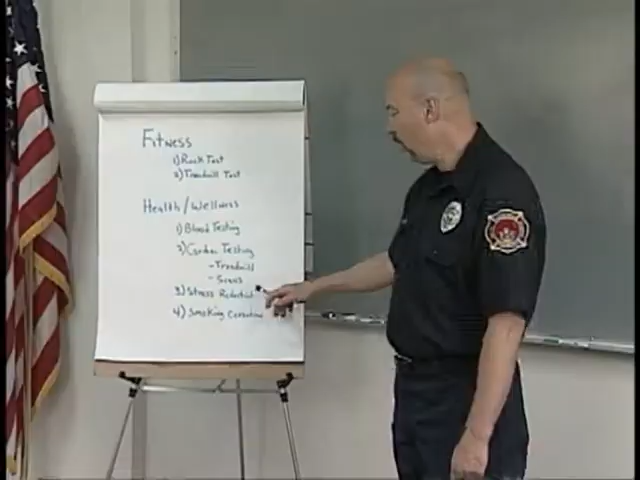 Fitness
1) Rock Test
2) Treadmill Test
Health/Wellness
1) Blood Testing
2) Cardiac Testing
- Treadmill
3) Stress Reduction
4) Smoking Cessation